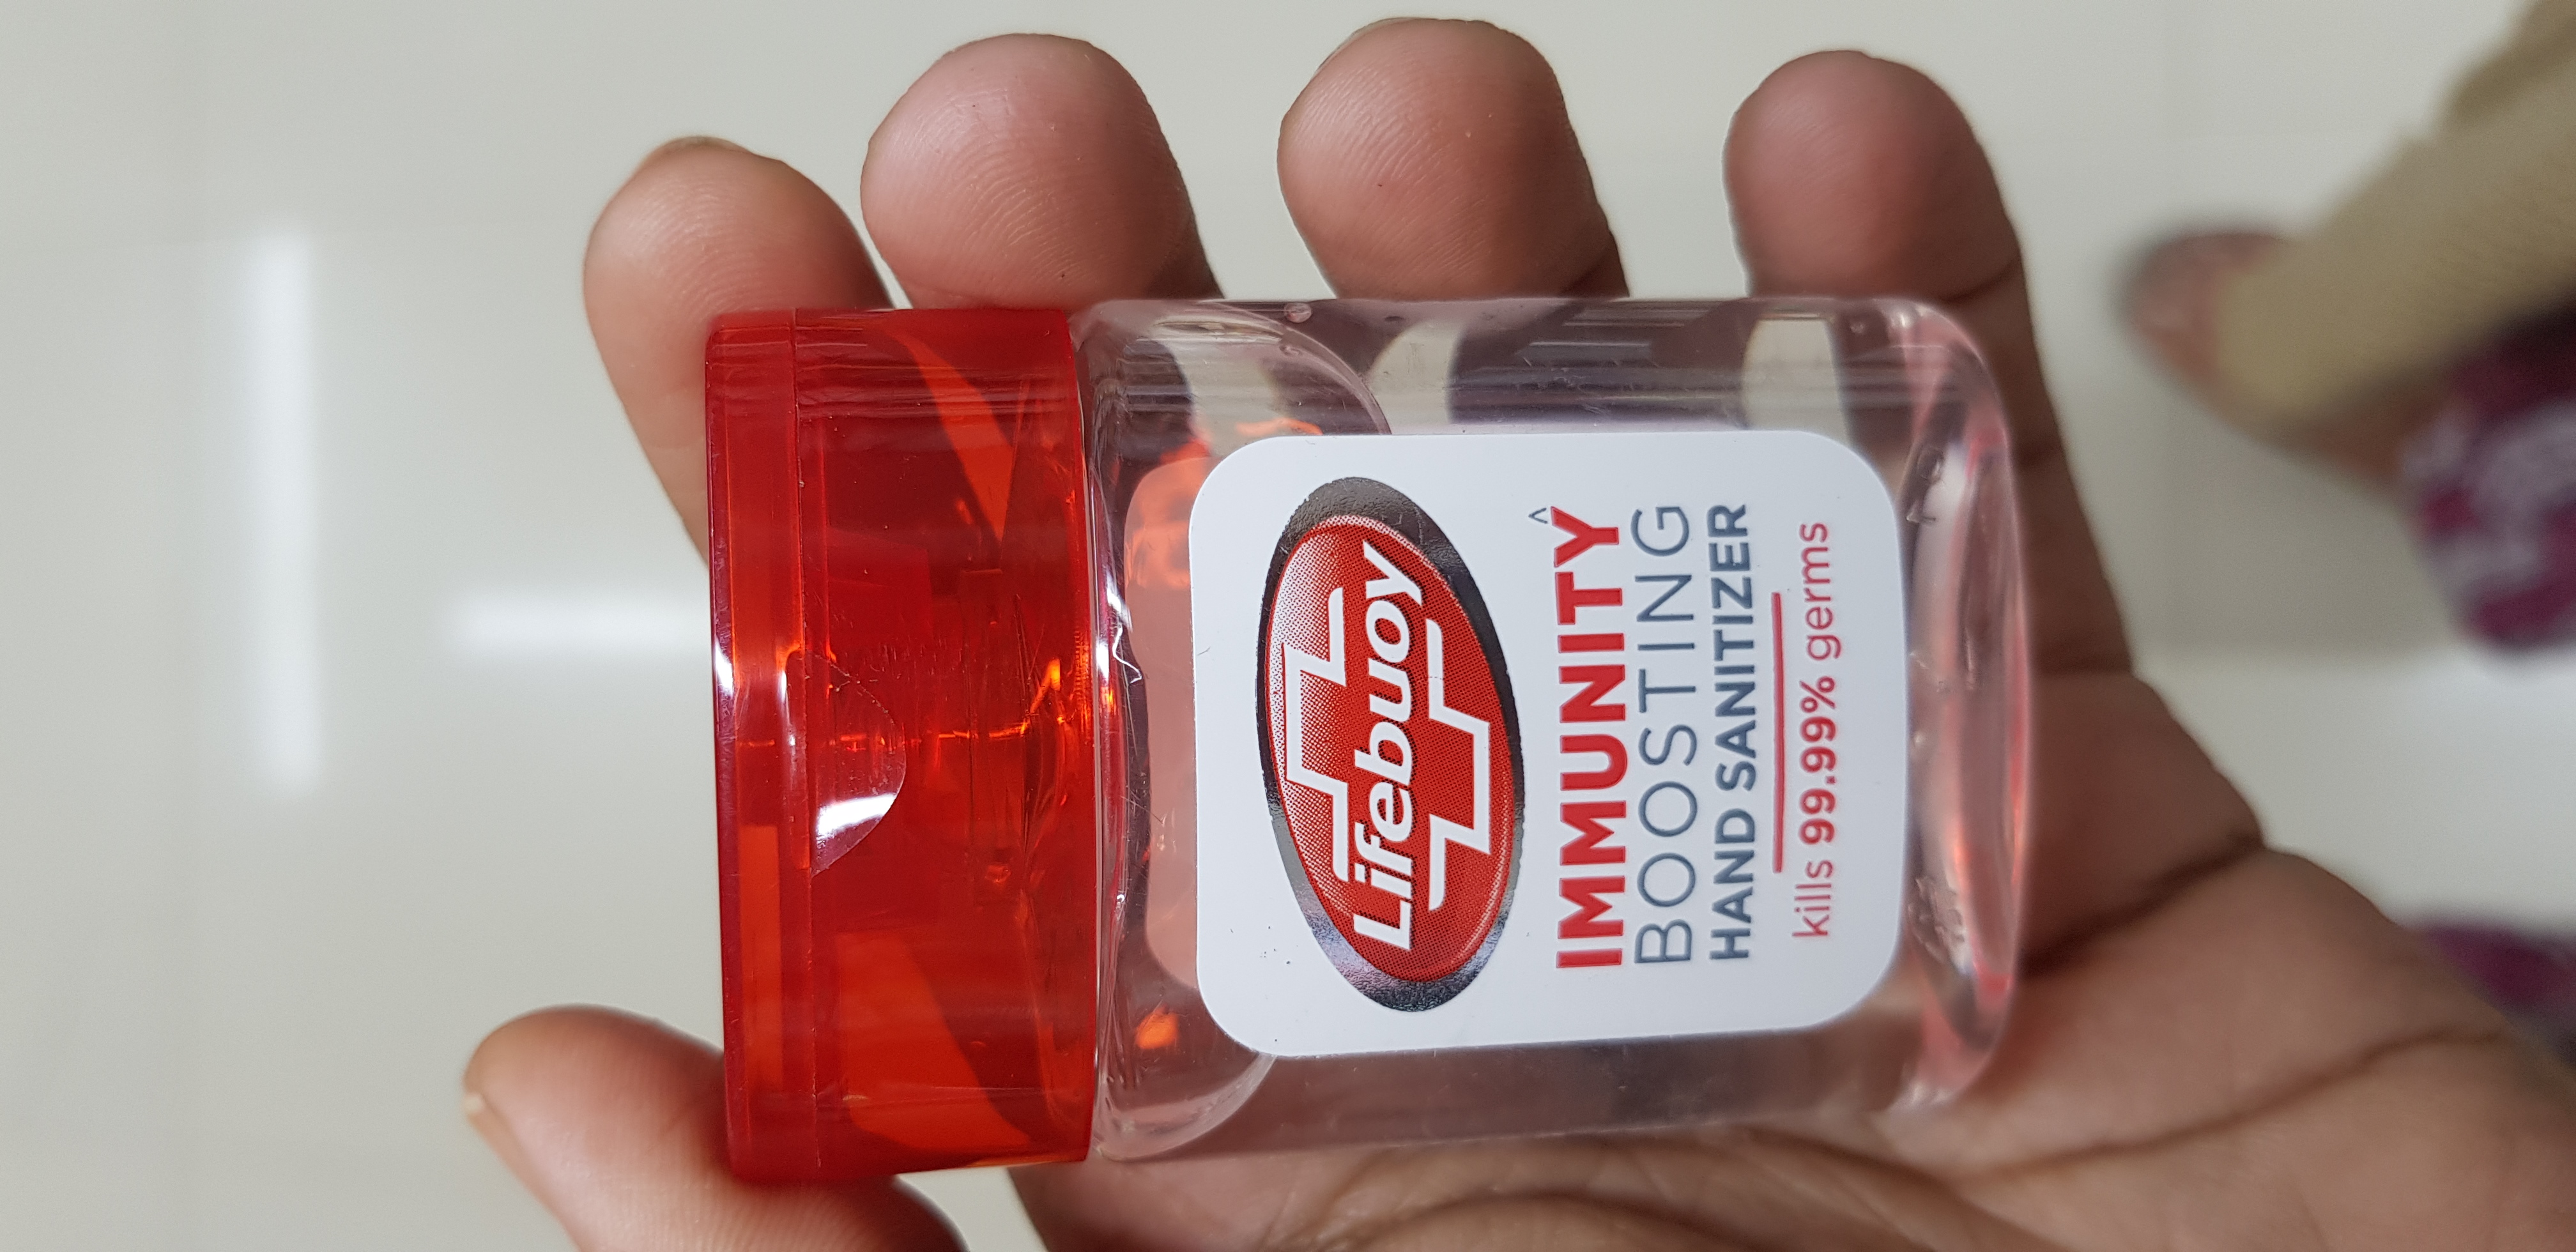 Lifebuoy
IMMUNITY^
BOOSTING
HAND SANITIZER
kills 99.99% germs